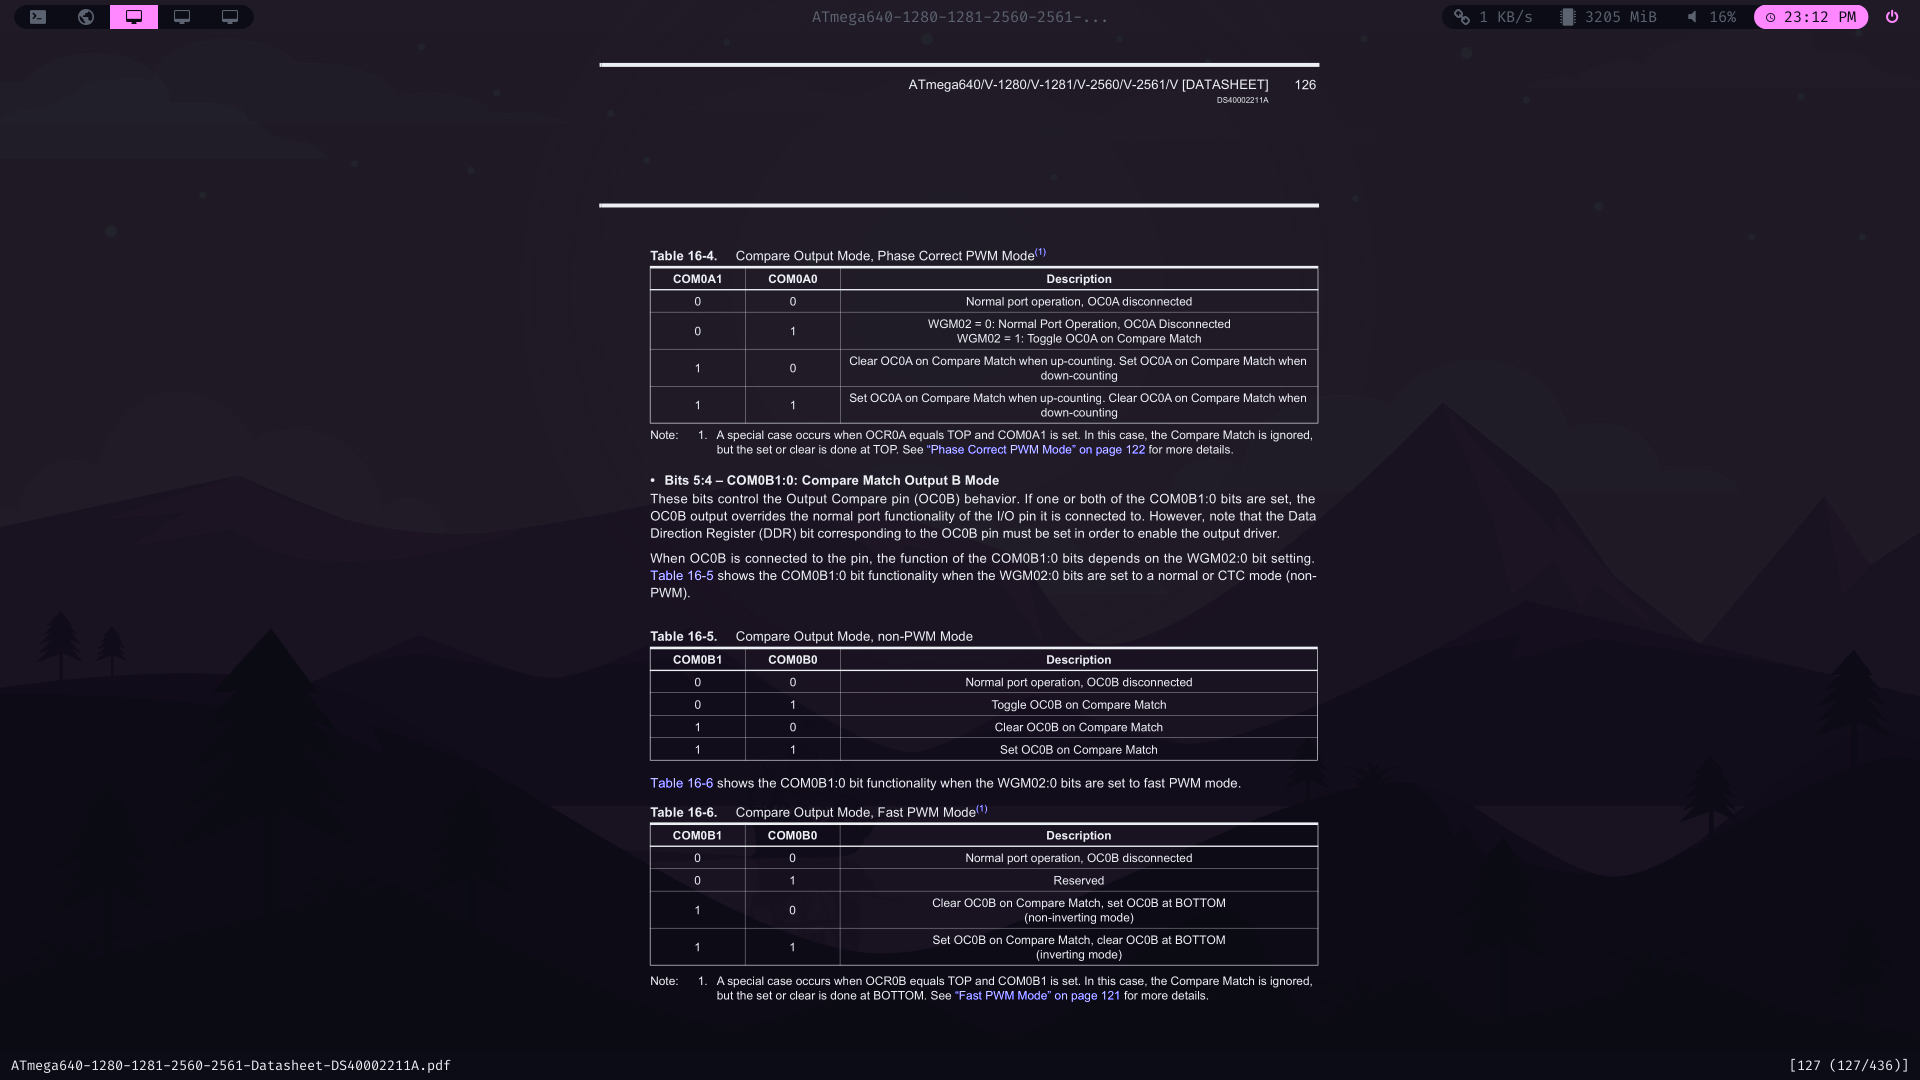 ATmega640-1280-1281-2560-2561-...
1 KB/s 3205 MiB 16% 23:12 PM
ATmega640/V-1280/V-1281/V-2560/V-2561/V [DATASHEET] 126
DS40002211A
Table 16-4. Compare Output Mode, Phase Correct PWM Mode(1)
COM0A1 COM0A0 Description
0 0 Normal port operation, OC0A disconnected
0 1 WGM02 = 0: Normal Port Operation, OC0A Disconnected
WGM02 = 1: Toggle OC0A on Compare Match
1 0 Clear OC0A on Compare Match when up-counting. Set OC0A on Compare Match when
down-counting
1 1 Set OC0A on Compare Match when up-counting. Clear OC0A on Compare Match when
down-counting
Note: 1. A special case occurs when OCR0A equals TOP and COM0A1 is set. In this case, the Compare Match is ignored,
but the set or clear is done at TOP. See “Phase Correct PWM Mode” on page 122 for more details.
• Bits 5:4 – COM0B1:0: Compare Match Output B Mode
These bits control the Output Compare pin (OC0B) behavior. If one or both of the COM0B1:0 bits are set, the
OC0B output overrides the normal port functionality of the I/O pin it is connected to. However, note that the Data
Direction Register (DDR) bit corresponding to the OC0B pin must be set in order to enable the output driver.
When OC0B is connected to the pin, the function of the COM0B1:0 bits depends on the WGM02:0 bit setting.
Table 16-5 shows the COM0B1:0 bit functionality when the WGM02:0 bits are set to a normal or CTC mode (non-
PWM).
Table 16-5. Compare Output Mode, non-PWM Mode
COM0B1 COM0B0 Description
0 0 Normal port operation, OC0B disconnected
0 1 Toggle OC0B on Compare Match
1 0 Clear OC0B on Compare Match
1 1 Set OC0B on Compare Match
Table 16-6 shows the COM0B1:0 bit functionality when the WGM02:0 bits are set to fast PWM mode.
Table 16-6. Compare Output Mode, Fast PWM Mode(1)
COM0B1 COM0B0 Description
0 0 Normal port operation, OC0B disconnected
0 1 Reserved
1 0 Clear OC0B on Compare Match, set OC0B at BOTTOM
(non-inverting mode)
1 1 Set OC0B on Compare Match, clear OC0B at BOTTOM
(inverting mode)
Note: 1. A special case occurs when OCR0B equals TOP and COM0B1 is set. In this case, the Compare Match is ignored,
but the set or clear is done at BOTTOM. See “Fast PWM Mode” on page 121 for more details.
ATmega640-1280-1281-2560-2561-Datasheet-DS40002211A.pdf [127 (127/436)]